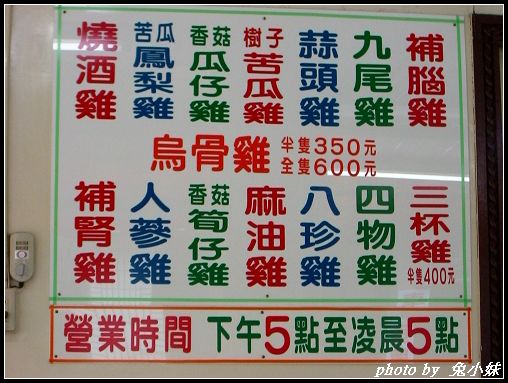 燒酒雞
苦瓜鳳梨雞
香菇瓜仔雞
樹子苦瓜雞
蒜頭雞
九尾雞
補腦雞
烏骨雞 半隻350元
全隻600元
補腎雞
人蔘雞
香菇筍仔雞
麻油雞
八珍雞
四物雞
三杯雞
半隻400元
營業時間 下午5點至凌晨5點
photo by 兔小妹